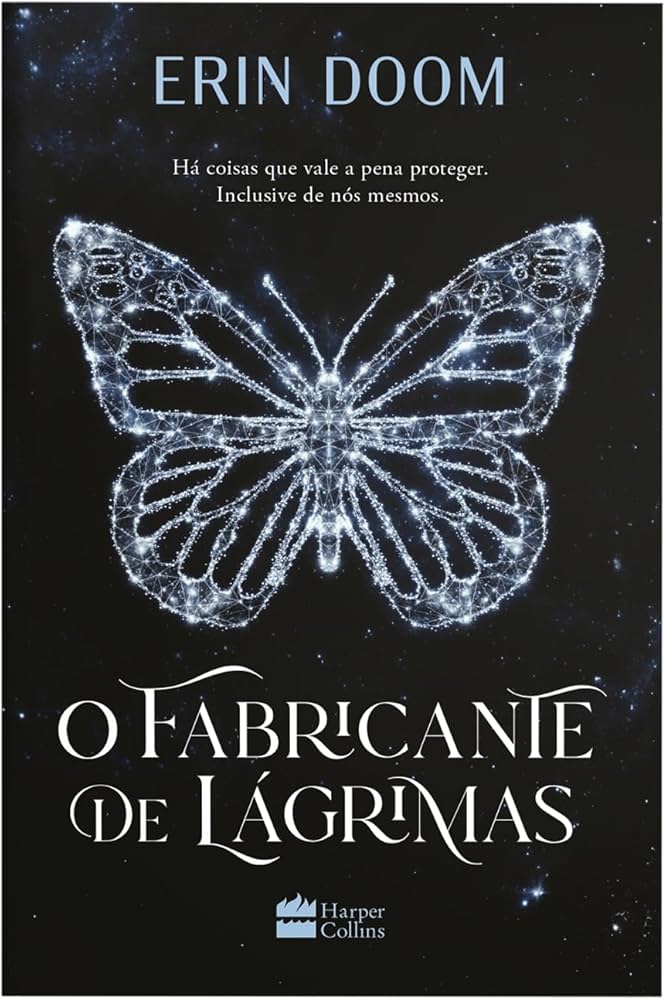 ERIN DOOM
Há coisas que vale a pena proteger.
Inclusive de nós mesmos.
O FABRICANTE
DE LÁGRIMAS
Harper
Collins